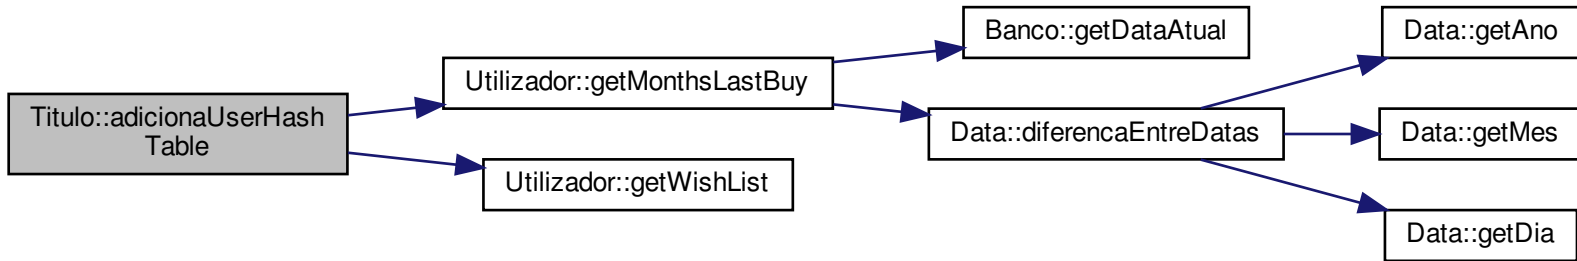 Titulo::adicionaUserHash
Table
Utilizador::getMonthsLastBuy
Utilizador::getWishList
Banco::getDataAtual
Data::diferencaEntreDatas
Data::getAno
Data::getMes
Data::getDia